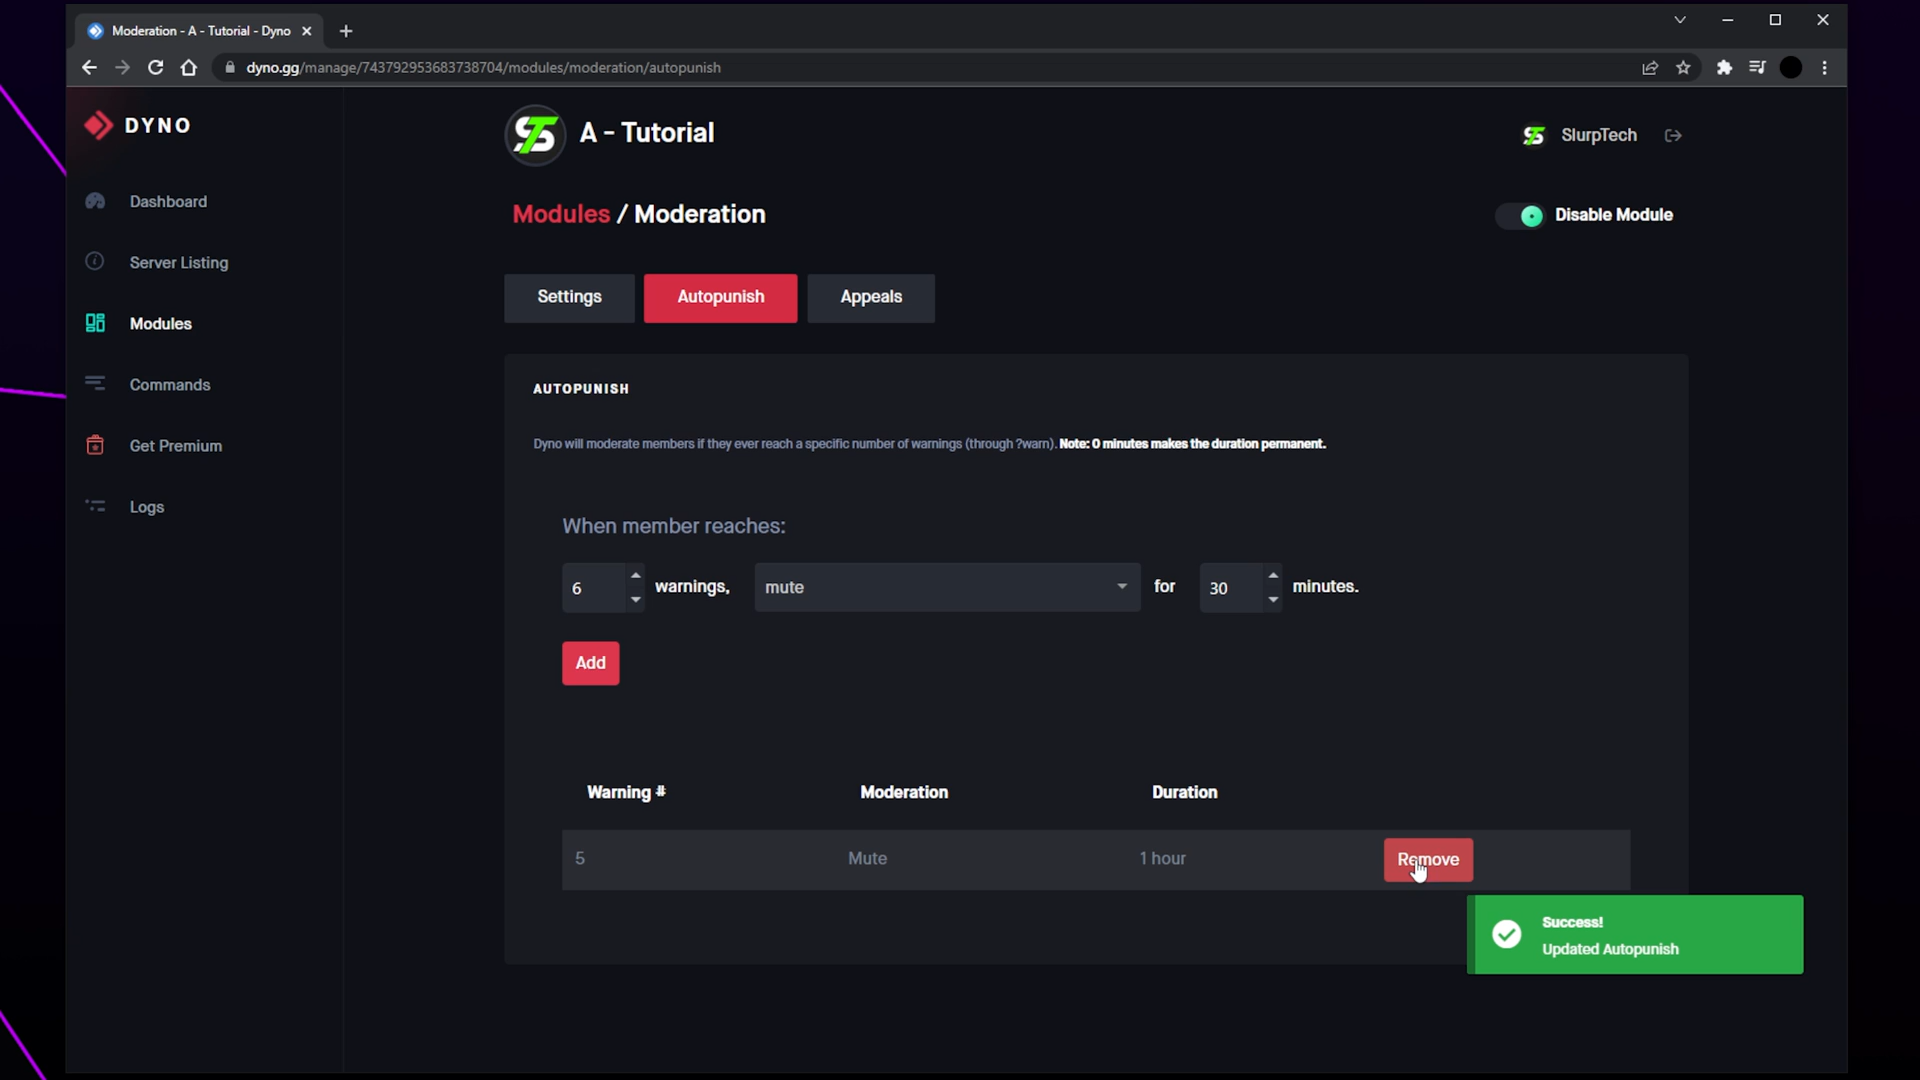 Moderation - A - Tutorial - Dyno
dyno.gg/manage/743792953683738704/modules/moderation/autopunish
DYNO
A - Tutorial
SlurpTech
Dashboard
Server Listing
Modules
Commands
Get Premium
Logs
Modules / Moderation
Disable Module
Settings
Autopunish
Appeals
AUTOPUNISH
Dyno will moderate members if they ever reach a specific number of warnings (through ?warn). Note: 0 minutes makes the duration permanent.
When member reaches:
6 warnings, mute for 30 minutes.
Add
Warning # Moderation Duration
5 Mute 1 hour Remove
Success!
Updated Autopunish